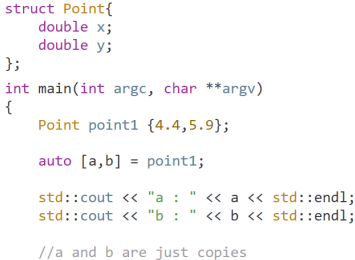 struct Point{
    double x;
    double y;
};
int main(int argc, char **argv)
{
    Point point1 {4.4,5.9};
    auto [a,b] = point1;
    std::cout << "a : " << a << std::endl;
    std::cout << "b : " << b << std::endl;
    //a and b are just copies